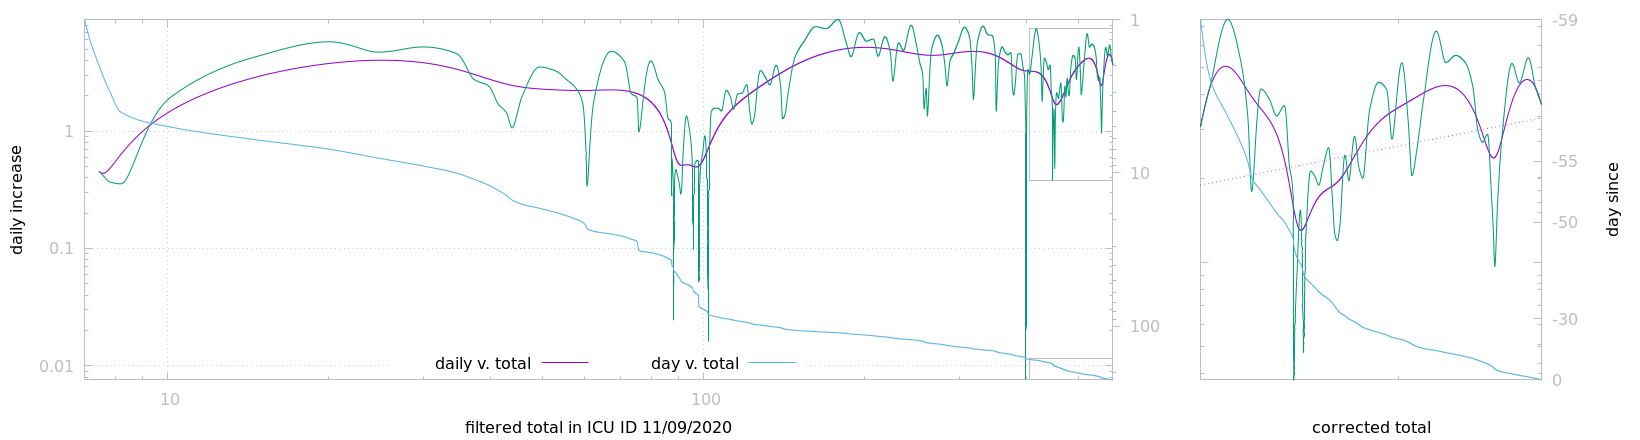 daily increase
1
0.1
0.01
10
100
daily v. total
day v. total
filtered total in ICU ID 11/09/2020
1
10
100
-59
-55
-50
-30
0
day since
corrected total